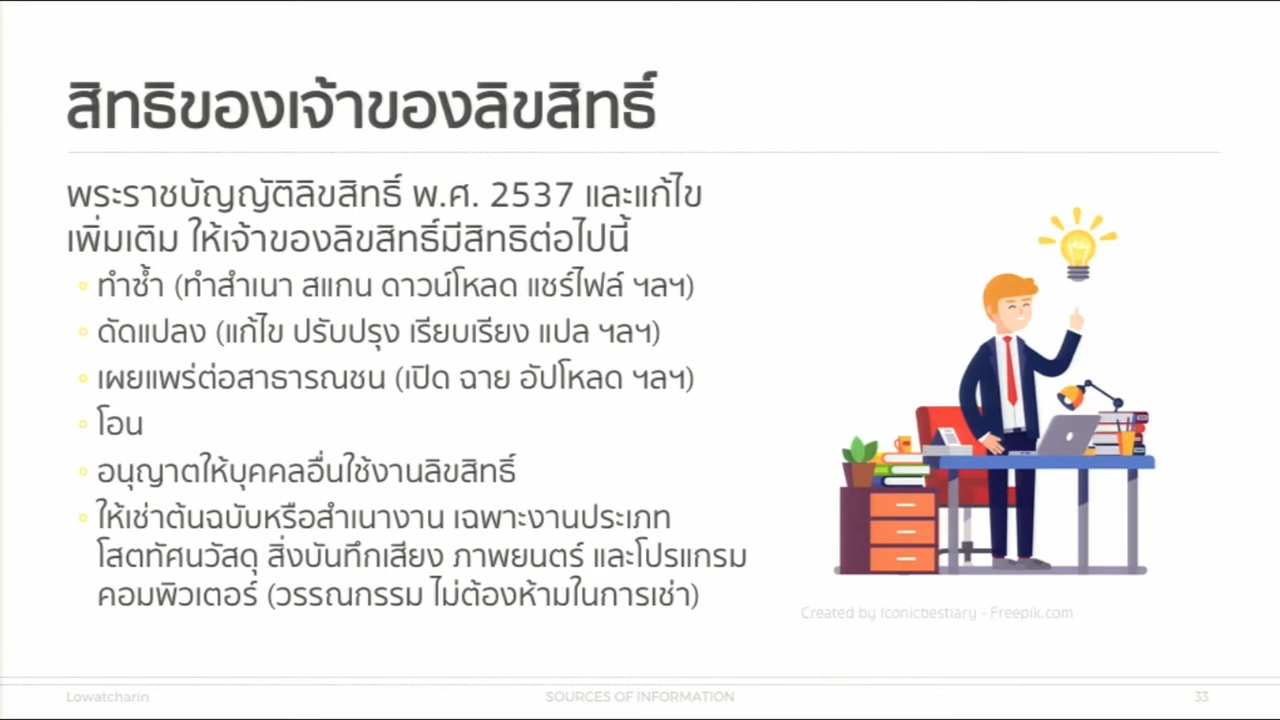 สิทธิของเจ้าของลิขสิทธิ์
พระราชบัญญัติลิขสิทธิ์ พ.ศ. 2537 และแก้ไข
เพิ่มเติม ให้เจ้าของลิขสิทธิ์มีสิทธิต่อไปนี้
ทำซ้ำ (ทำสำเนา สแกน ดาวน์โหลด แชร์ไฟล์ ฯลฯ)
ดัดแปลง (แก้ไข ปรับปรุง เรียบเรียง แปล ฯลฯ)
เผยแพร่ต่อสาธารณชน (เปิด ฉาย อัปโหลด ฯลฯ)
โอน
อนุญาตให้บุคคลอื่นใช้งานลิขสิทธิ์
ให้เช่าต้นฉบับหรือสำเนางาน เฉพาะงานประเภท
โสตทัศนวัสดุ สิ่งบันทึกเสียง ภาพยนตร์ และโปรแกรม
คอมพิวเตอร์ (วรรณกรรม ไม่ต้องห้ามในการเช่า)
Created by Iconicbestiary - Freepik.com
Lowatcharin SOURCES OF INFORMATION 33